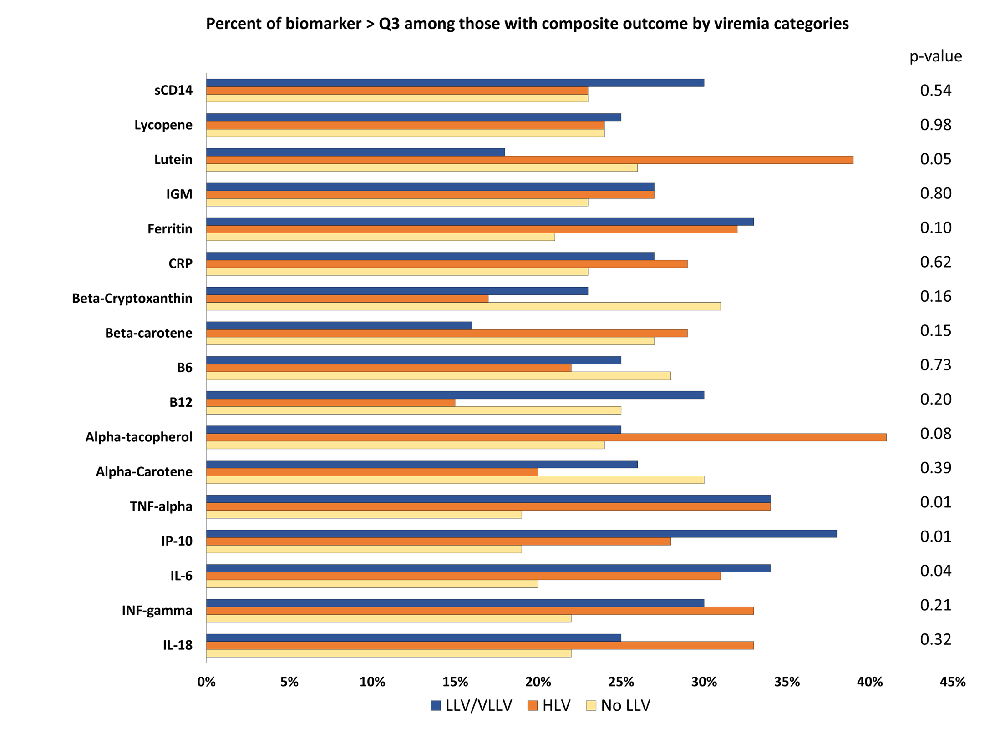 Percent of biomarker > Q3 among those with composite outcome by viremia categories
p-value
sCD14 0.54
Lycopene 0.98
Lutein 0.05
IGM 0.80
Ferritin 0.10
CRP 0.62
Beta-Cryptoxanthin 0.16
Beta-carotene 0.15
B6 0.73
B12 0.20
Alpha-tacopherol 0.08
Alpha-Carotene 0.39
TNF-alpha 0.01
IP-10 0.01
IL-6 0.04
INF-gamma 0.21
IL-18 0.32
0% 5% 10% 15% 20% 25% 30% 35% 40% 45%
LLV/VLLV HLV No LLV